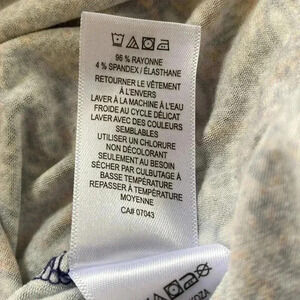 96 % RAYONNE
4 % SPANDEX / ÉLASTHANE
RETOURNER LE VÊTEMENT
À L'ENVERS
LAVER À LA MACHINE À L'EAU
FROIDE AU CYCLE DÉLICAT
LAVER AVEC DES COULEURS
SEMBLABLES
UTILISER UN CHLORURE
NON DÉCOLORANT
SEULEMENT AU BESOIN
SÉCHER PAR CULBUTAGE À
BASSE TEMPÉRATURE
REPASSER À TEMPÉRATURE
MOYENNE
CA# 07043